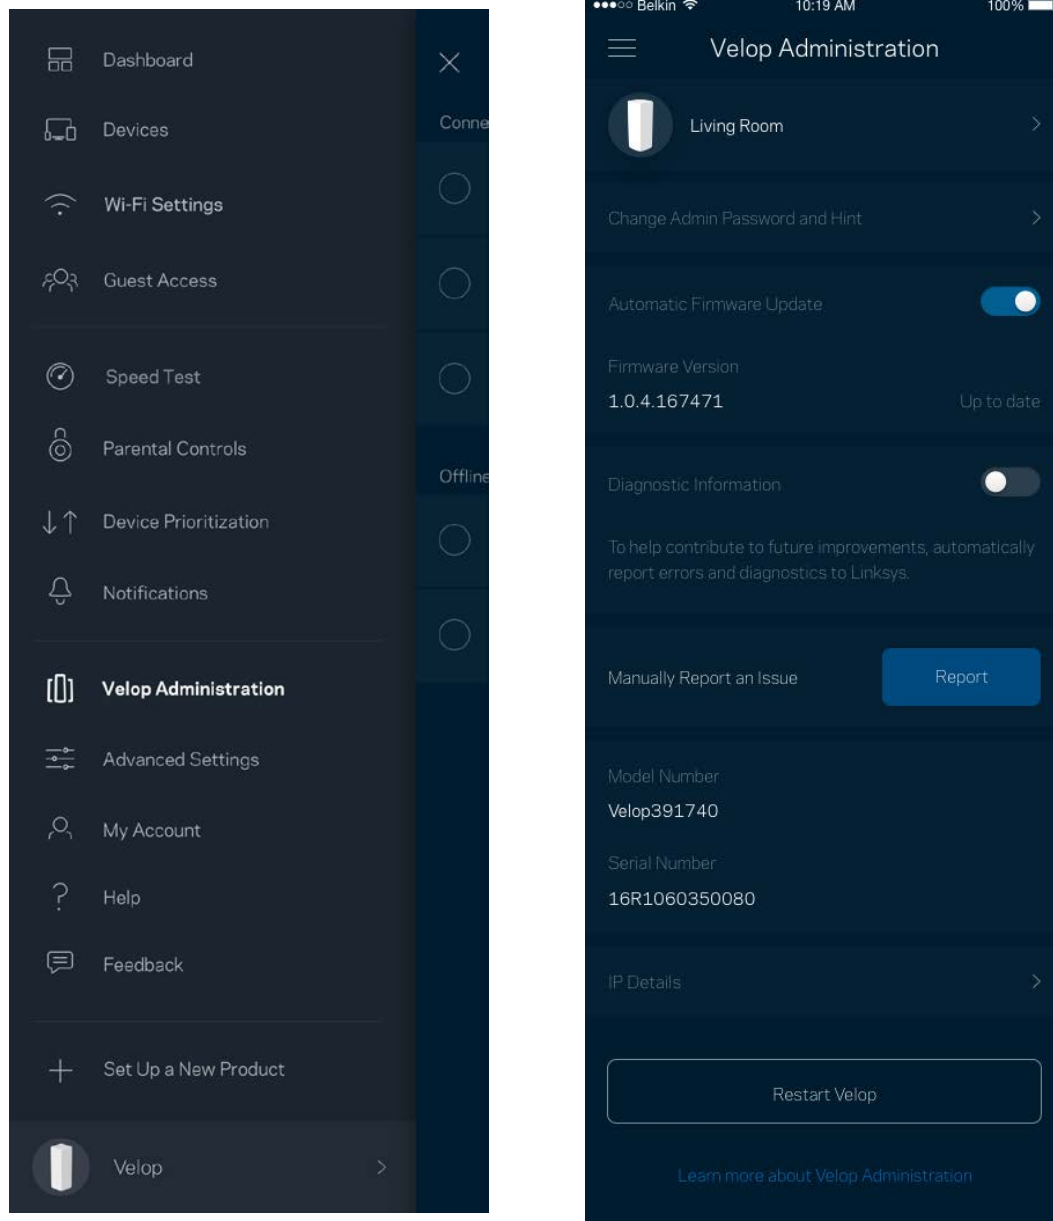 Dashboard
Devices
Wi-Fi Settings
Guest Access
Speed Test
Parental Controls
Device Prioritization
Notifications
Velop Administration
Advanced Settings
My Account
Help
Feedback
Set Up a New Product
Velop
Conne
Offline
Belkin 10:19 AM 100%
Velop Administration
Living Room
Change Admin Password and Hint
Automatic Firmware Update
Firmware Version
1.0.4.167471 Up to date
Diagnostic Information
To help contribute to future improvements, automatically
report errors and diagnostics to Linksys.
Manually Report an Issue Report
Model Number
Velop391740
Serial Number
16R1060350080
IP Details
Restart Velop
Learn more about Velop Administration